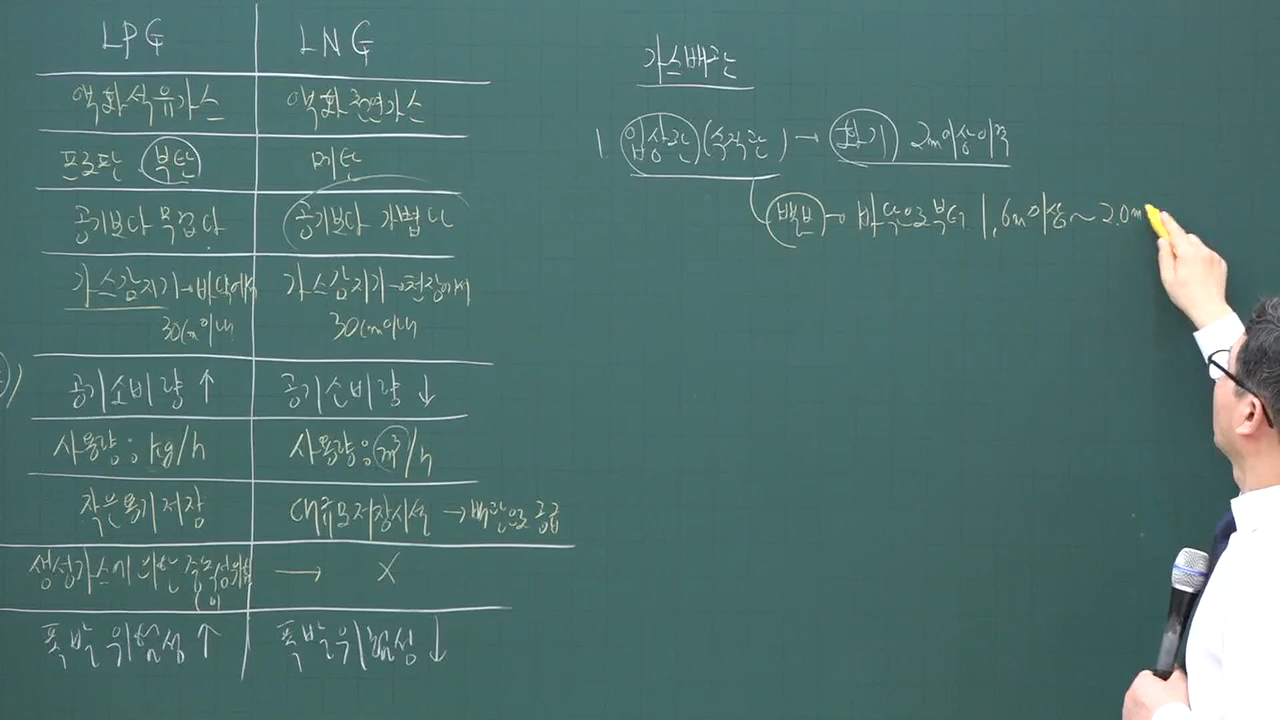 LPG LNG
액화석유가스 액화천연가스
프로판 부탄 메탄
공기보다 무겁다 공기보다 가볍다
가스감지기→바닥에서 가스감지기→천장에서
30cm이내 30cm이내
공기소비량 ↑ 공기소비량 ↓
사용량 : kg/h 사용량 : m³/h
작은용기저장 대규모저장시설 → 배관으로 공급
생성가스에 의한 중독성위험 → X
폭발위험성 ↑ 폭발위험성 ↓
가스배관
1. 입상관 (수직관) → 화기 2m이상이격
밸브 → 바닥으로부터 1.6m이상~2.0m